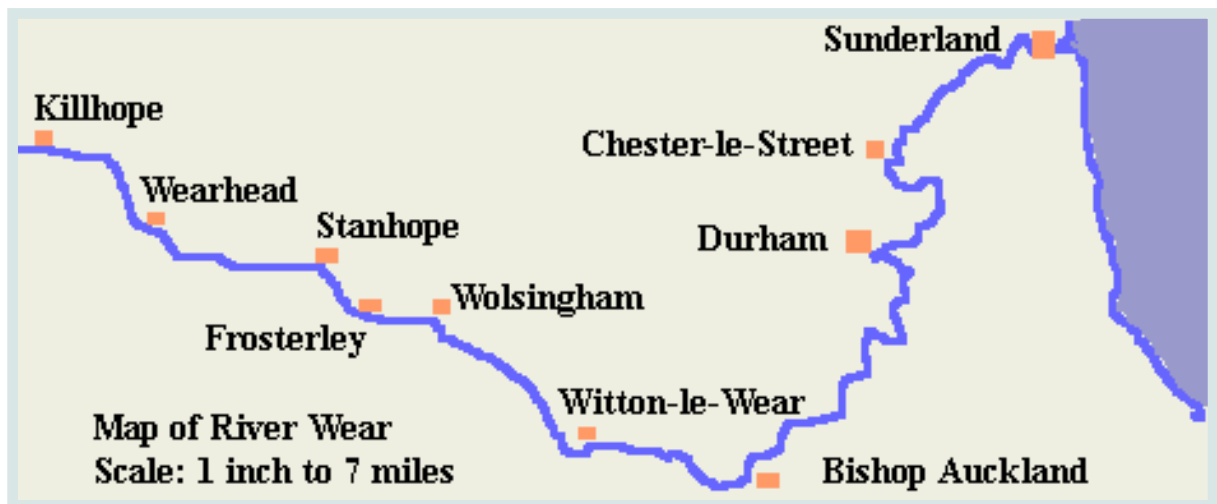 Sunderland
Killhope
Chester-le-Street
Wearhead
Stanhope
Durham
Wolsingham
Frosterley
Witton-le-Wear
Map of River Wear
Scale: 1 inch to 7 miles
Bishop Auckland